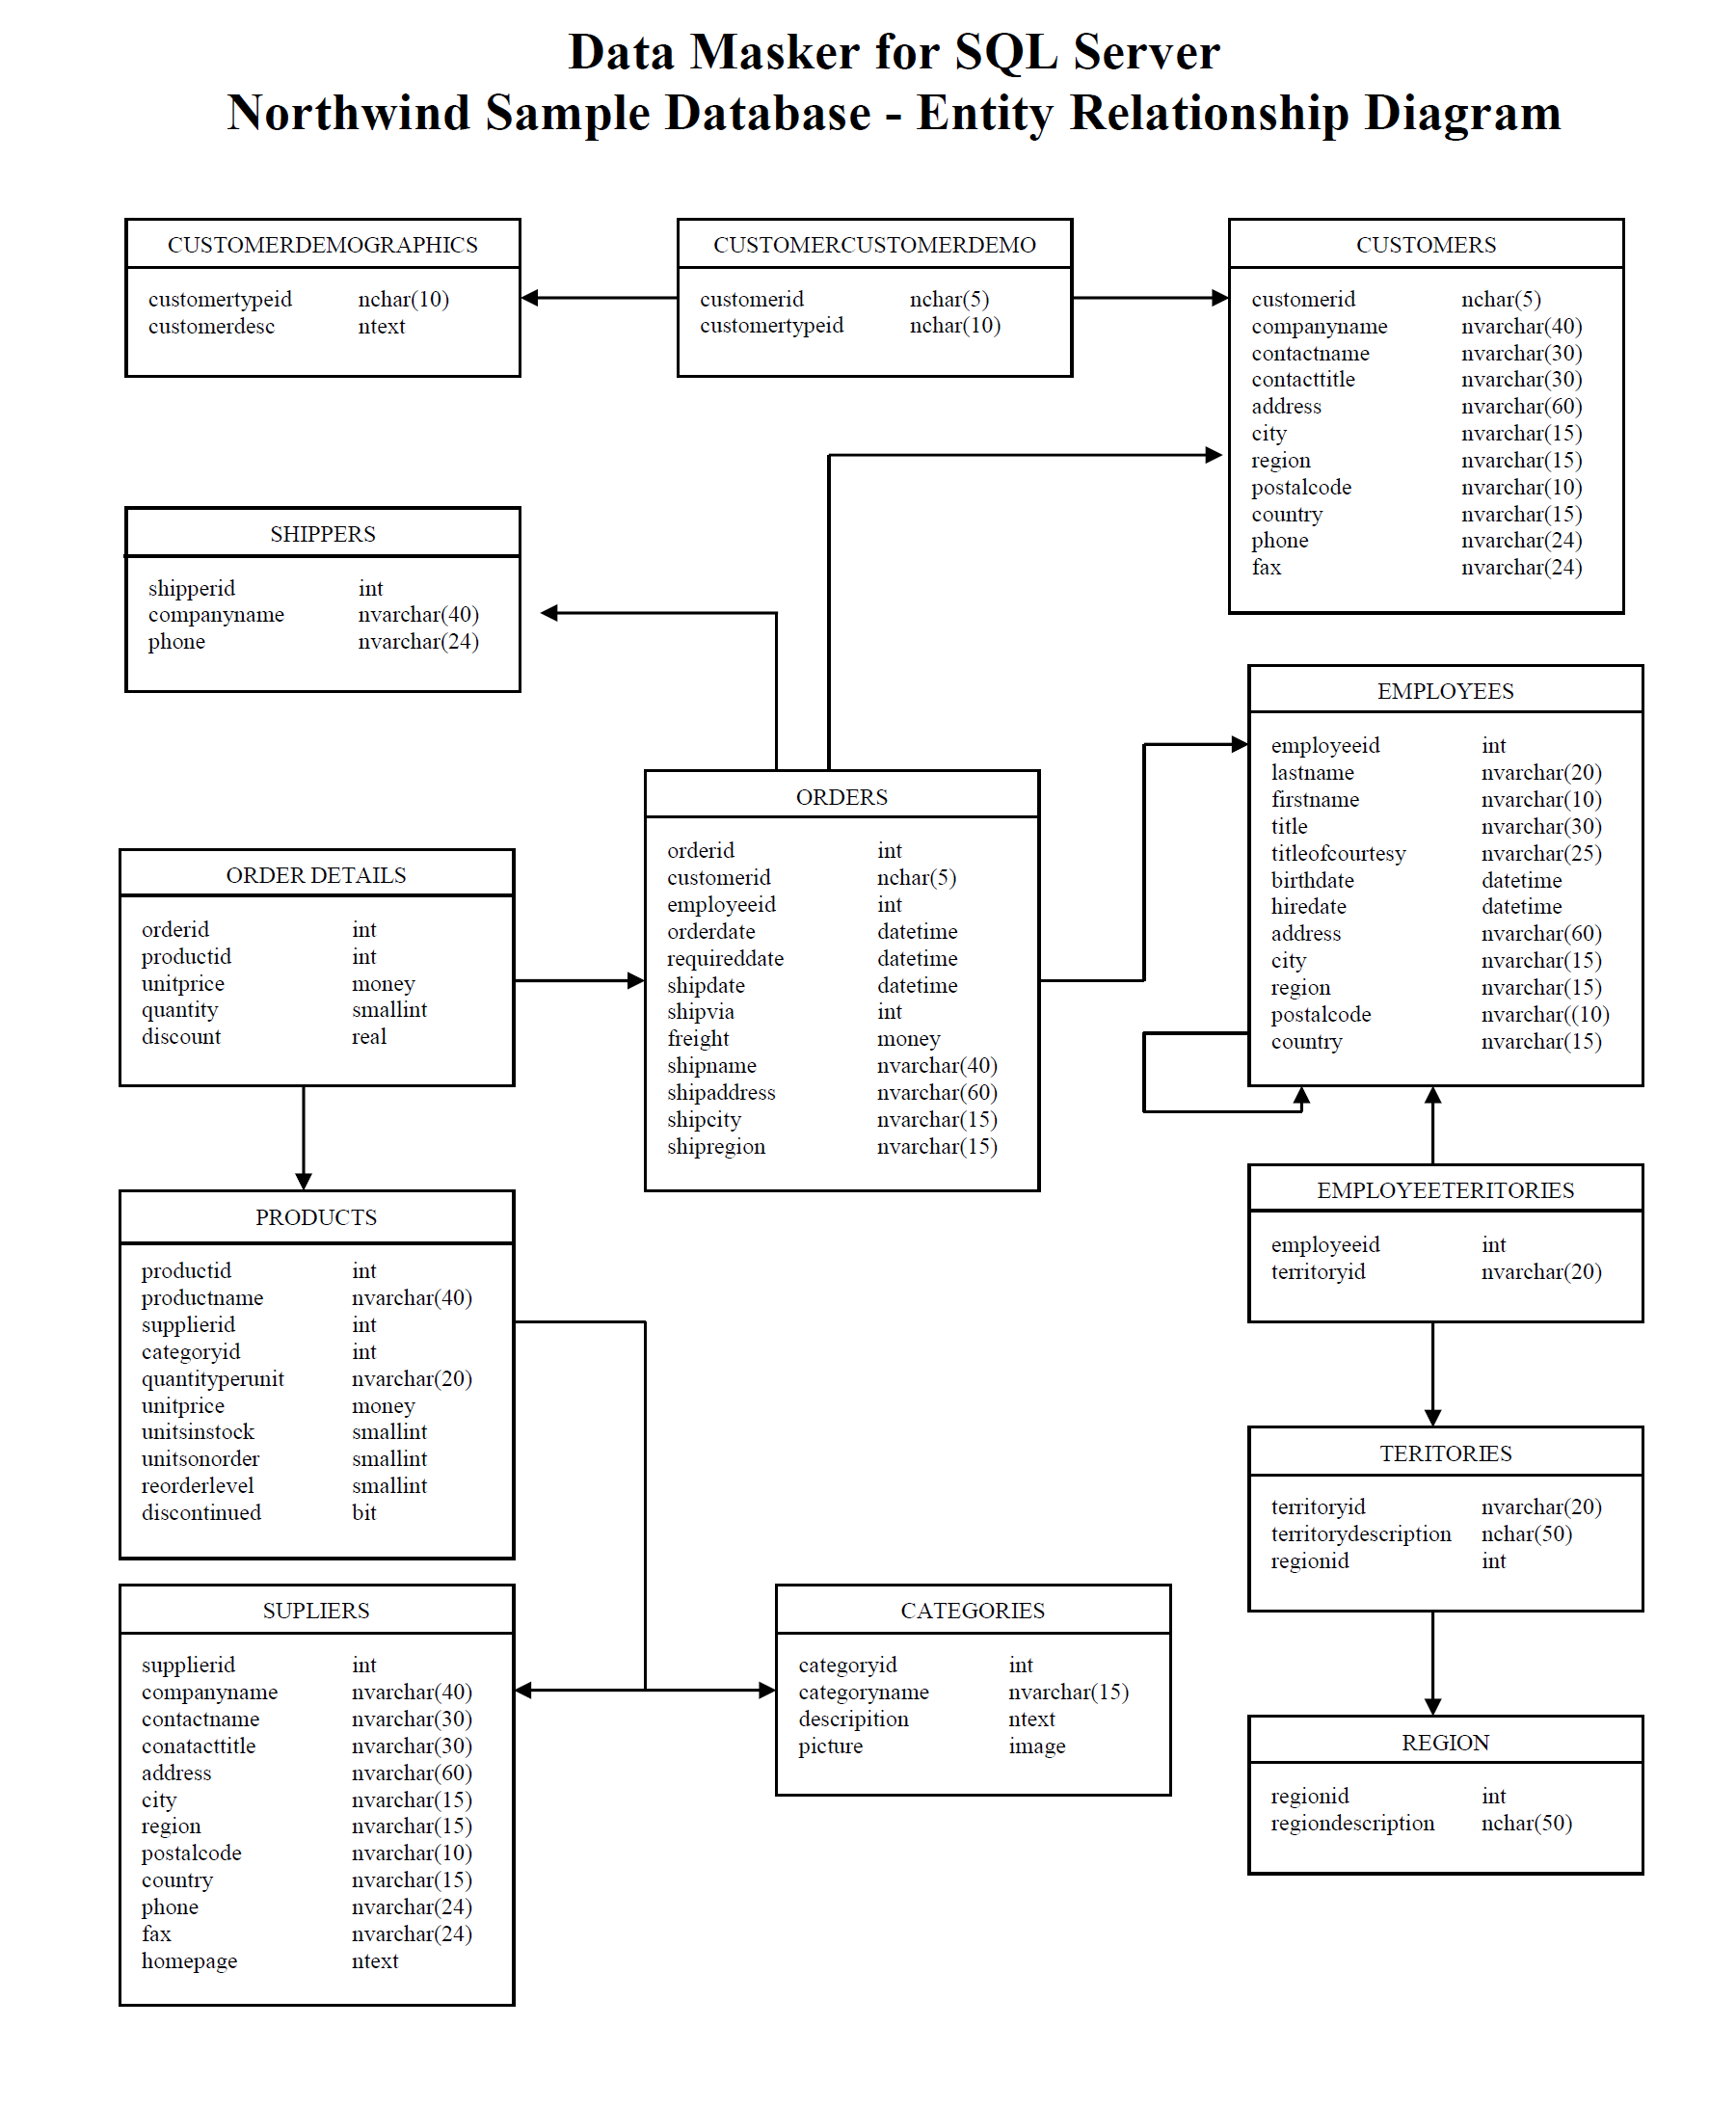 Data Masker for SQL Server
Northwind Sample Database - Entity Relationship Diagram
CUSTOMERDEMOGRAPHICS
customertypeid nchar(10)
customerdesc ntext
CUSTOMERCUSTOMERDEMO
customerid nchar(5)
customertypeid nchar(10)
CUSTOMERS
customerid nchar(5)
companyname nvarchar(40)
contactname nvarchar(30)
contacttitle nvarchar(30)
address nvarchar(60)
city nvarchar(15)
region nvarchar(15)
postalcode nvarchar(10)
country nvarchar(15)
phone nvarchar(24)
fax nvarchar(24)
SHIPPERS
shipperid int
companyname nvarchar(40)
phone nvarchar(24)
EMPLOYEES
employeeid int
lastname nvarchar(20)
firstname nvarchar(10)
title nvarchar(30)
titleofcourtesy nvarchar(25)
birthdate datetime
hiredate datetime
address nvarchar(60)
city nvarchar(15)
region nvarchar(15)
postalcode nvarchar((10)
country nvarchar(15)
ORDERS
orderid int
customerid nchar(5)
employeeid int
orderdate datetime
requireddate datetime
shipdate datetime
shipvia int
freight money
shipname nvarchar(40)
shipaddress nvarchar(60)
shipcity nvarchar(15)
shipregion nvarchar(15)
ORDER DETAILS
orderid int
productid int
unitprice money
quantity smallint
discount real
PRODUCTS
productid int
productname nvarchar(40)
supplierid int
categoryid int
quantityperunit nvarchar(20)
unitprice money
unitsinstock smallint
unitsonorder smallint
reorderlevel smallint
discontinued bit
EMPLOYEETERITORIES
employeeid int
territoryid nvarchar(20)
TERITORIES
territoryid nvarchar(20)
territorydescription nchar(50)
regionid int
SUPLIERS
supplierid int
companyname nvarchar(40)
contactname nvarchar(30)
conatacttitle nvarchar(30)
address nvarchar(60)
city nvarchar(15)
region nvarchar(15)
postalcode nvarchar(10)
country nvarchar(15)
phone nvarchar(24)
fax nvarchar(24)
homepage ntext
CATEGORIES
categoryid int
categoryname nvarchar(15)
descripition ntext
picture image
REGION
regionid int
regiondescription nchar(50)